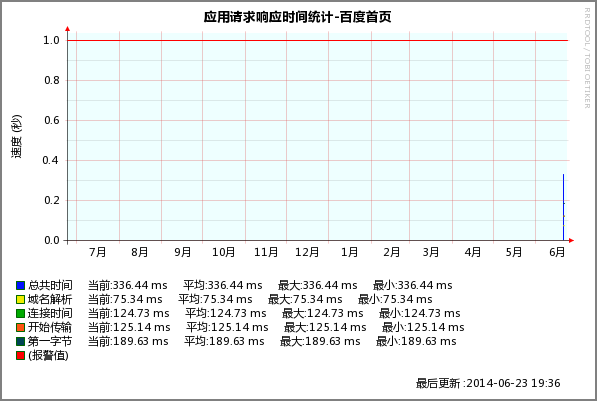 应用请求响应时间统计-百度首页
RRDTOOL / TOBI OETIKER
速度 (秒)
1.0
0.8
0.6
0.4
0.2
0.0
7月 8月 9月 10月 11月 12月 1月 2月 3月 4月 5月 6月
总共时间 当前:336.44 ms 平均:336.44 ms 最大:336.44 ms 最小:336.44 ms
域名解析 当前:75.34 ms 平均:75.34 ms 最大:75.34 ms 最小:75.34 ms
连接时间 当前:124.73 ms 平均:124.73 ms 最大:124.73 ms 最小:124.73 ms
开始传输 当前:125.14 ms 平均:125.14 ms 最大:125.14 ms 最小:125.14 ms
第一字节 当前:189.63 ms 平均:189.63 ms 最大:189.63 ms 最小:189.63 ms
(报警值)
最后更新 :2014-06-23 19:36